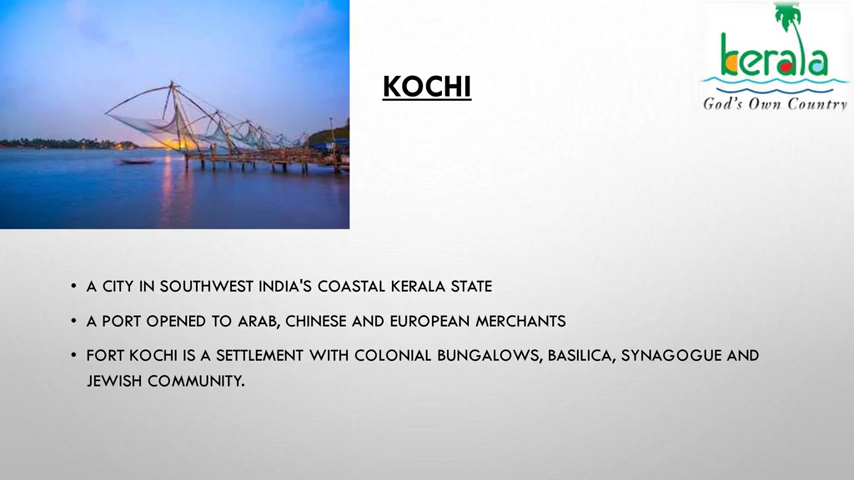 KOCHI
kerala
God's Own Country
• A CITY IN SOUTHWEST INDIA'S COASTAL KERALA STATE
• A PORT OPENED TO ARAB, CHINESE AND EUROPEAN MERCHANTS
• FORT KOCHI IS A SETTLEMENT WITH COLONIAL BUNGALOWS, BASILICA, SYNAGOGUE AND
JEWISH COMMUNITY.